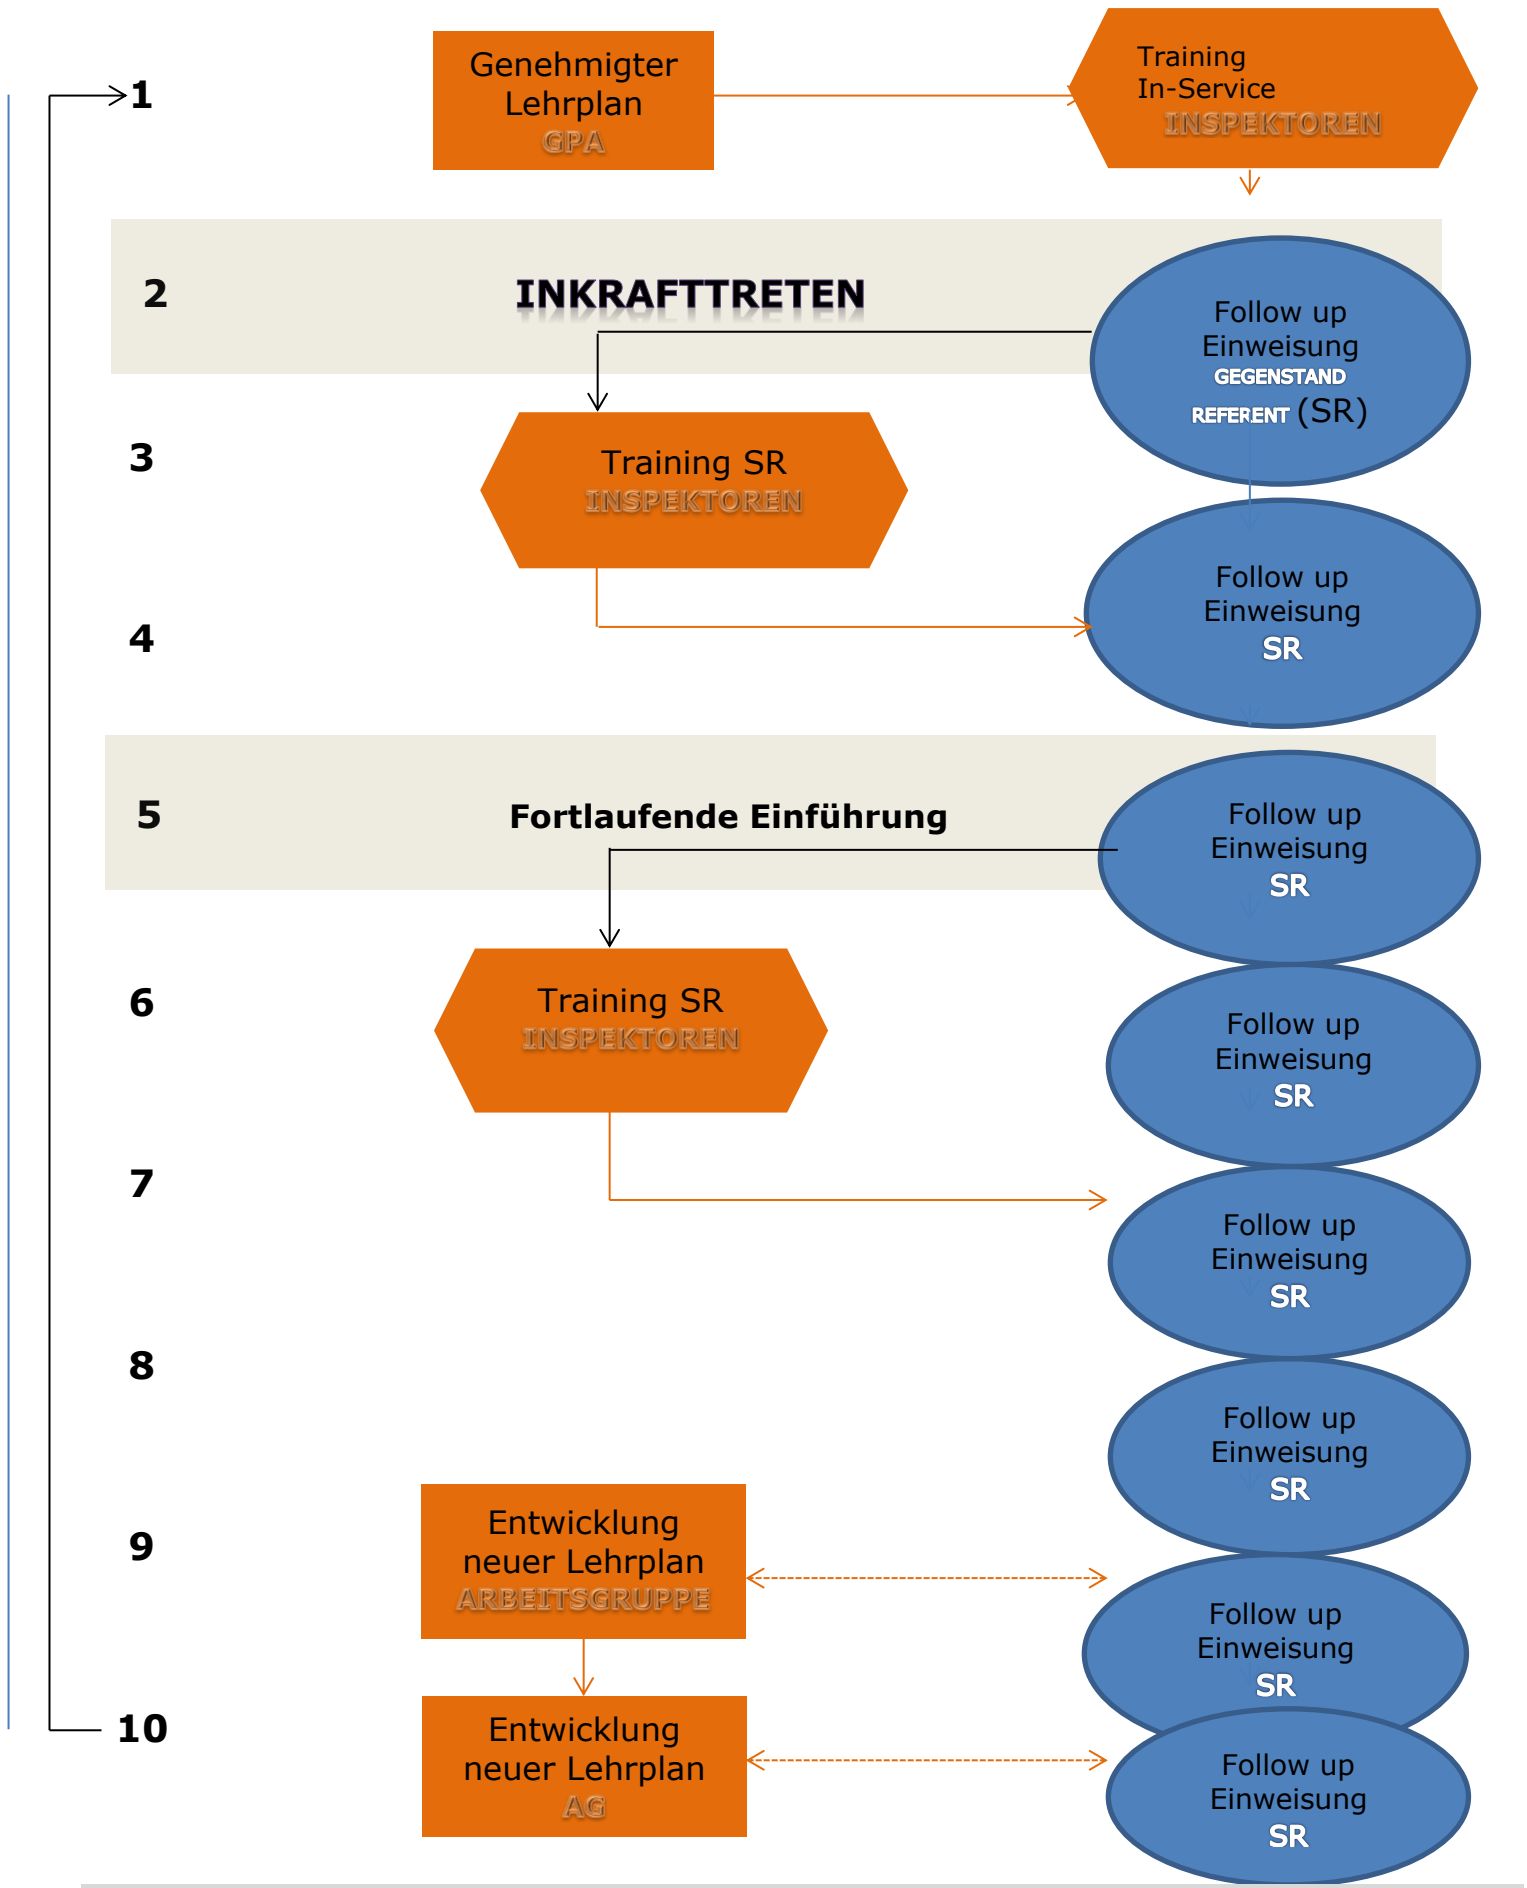 1
Genehmigter
Lehrplan
GPA
Training
In-Service
INSPEKTOREN
2
INKRAFTTRETEN
Follow up
Einweisung
GEGENSTAND
REFERENT (SR)
3
Training SR
INSPEKTOREN
4
Follow up
Einweisung
SR
5
Fortlaufende Einführung
Follow up
Einweisung
SR
6
Training SR
INSPEKTOREN
Follow up
Einweisung
SR
7
Follow up
Einweisung
SR
8
Follow up
Einweisung
SR
9
Entwicklung
neuer Lehrplan
ARBEITSGRUPPE
Follow up
Einweisung
SR
10
Entwicklung
neuer Lehrplan
AG
Follow up
Einweisung
SR